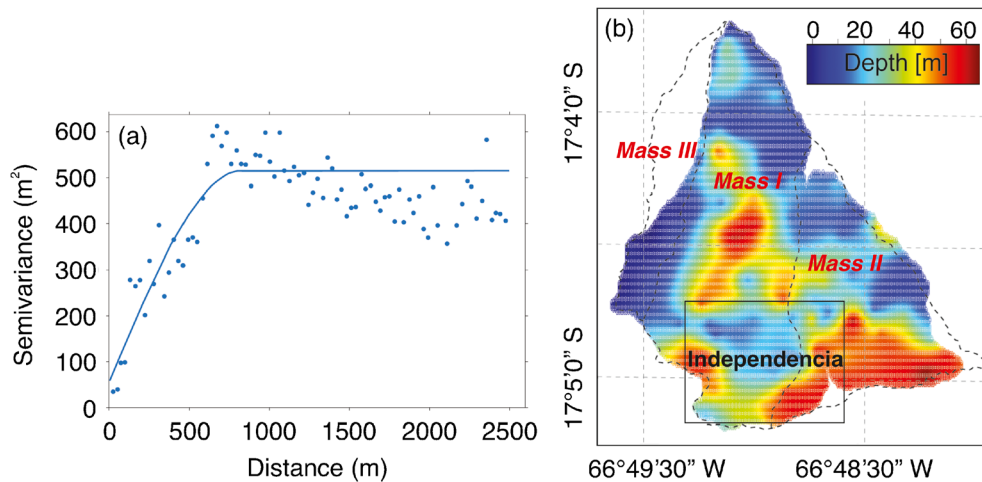 (a)
600
500
400
300
200
100
0
Semivariance (m²)
0 500 1000 1500 2000 2500
Distance (m)
(b)
0 20 40 60
Depth [m]
17°4'0" S
Mass III
Mass I
Mass II
Independencia
17°5'0" S
66°49'30” W 66°48'30” W